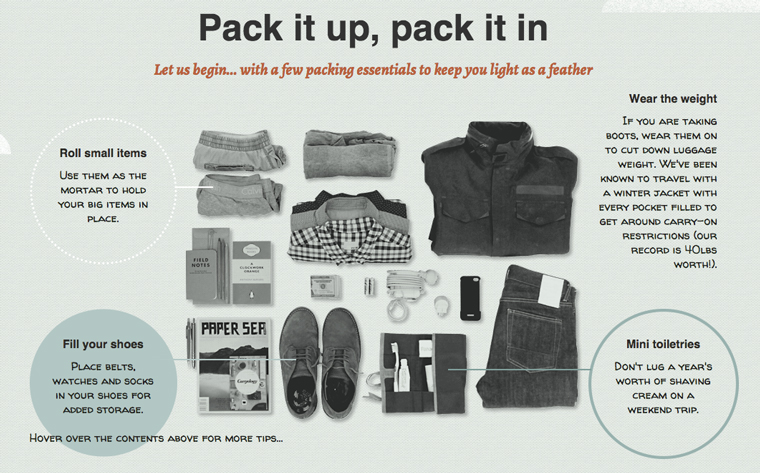 Pack it up, pack it in
Let us begin... with a few packing essentials to keep you light as a feather
Wear the weight
If you are taking
boots, wear them on
to cut down luggage
weight. We've been
known to travel with
a winter jacket with
every pocket filled to
get around carry-on
restrictions (our
record is 40lbs
worth!).
Roll small items
Use them as the
mortar to hold
your big items in
place.
FIELD
NOTES
A CLOCKWORK
ORANGE
PAPER SEA
Fill your shoes
Place belts,
watches and socks
in your shoes for
added storage.
Mini toiletries
Don't lug a year's
worth of shaving
cream on a
weekend trip.
Hover over the contents above for more tips...